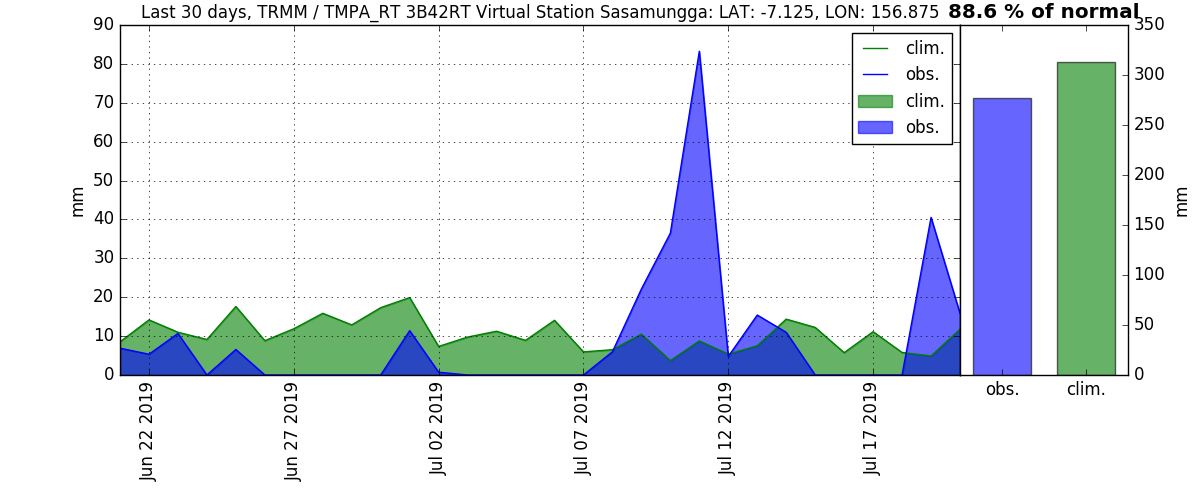 Last 30 days, TRMM / TMPA_RT 3B42RT Virtual Station Sasamungga: LAT: -7.125, LON: 156.875
88.6 % of normal
90
80
70
60
50
40
30
20
10
0
mm
clim.
obs.
clim.
obs.
350
300
250
200
150
100
50
0
mm
Jun 22 2019
Jun 27 2019
Jul 02 2019
Jul 07 2019
Jul 12 2019
Jul 17 2019
obs.
clim.